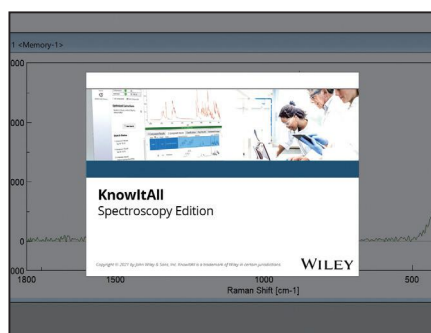 1 <Memory-1>
000
000
000
0
000
1800
1500
1000
500
Raman Shift [cm-1]
KnowItAll
Spectroscopy Edition
Copyright © 2021 by John Wiley & Sons, Inc. KnowItAll is a trademark of Wiley in certain jurisdictions.
WILEY